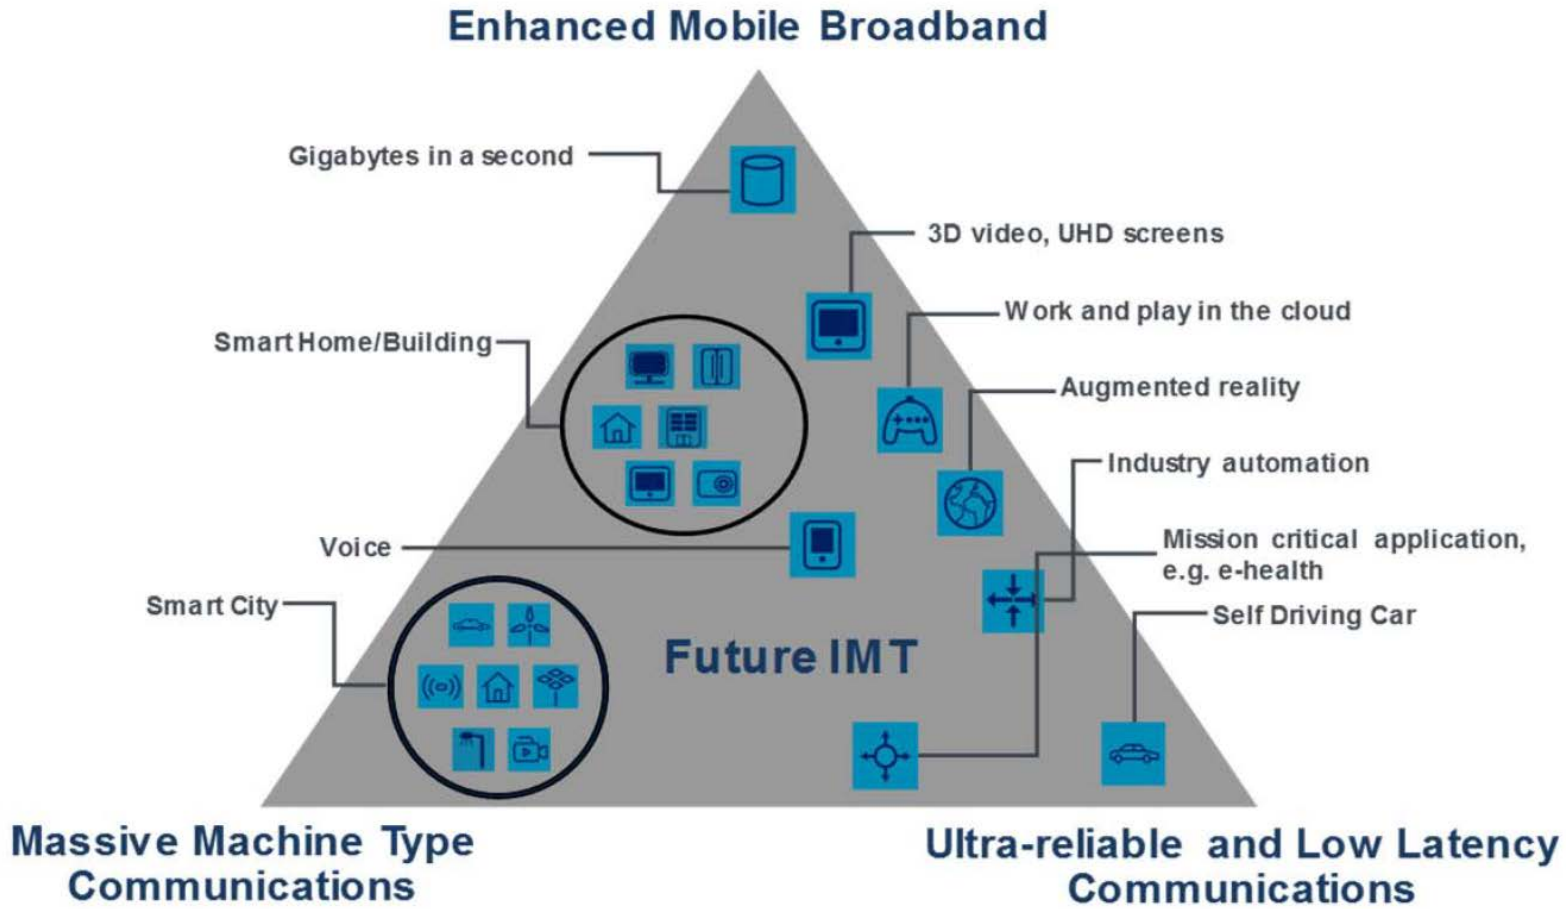 Enhanced Mobile Broadband
Gigabytes in a second
3D video, UHD screens
Work and play in the cloud
Smart Home/Building
Augmented reality
Industry automation
Voice
Mission critical application,
e.g. e-health
Smart City
Self Driving Car
Future IMT
Massive Machine Type
Communications
Ultra-reliable and Low Latency
Communications